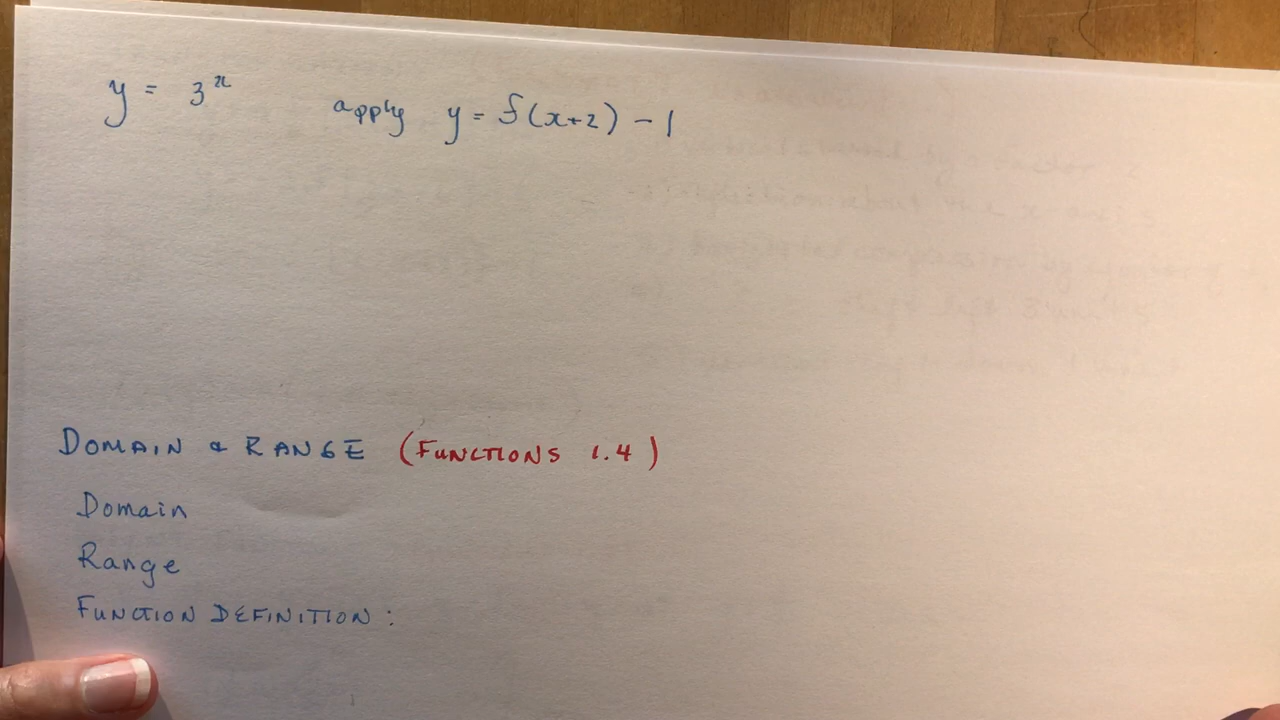 y = 3^x apply y = f(x+2) - 1
DOMAIN & RANGE (FUNCTIONS 1.4)
Domain
Range
FUNCTION DEFINITION: